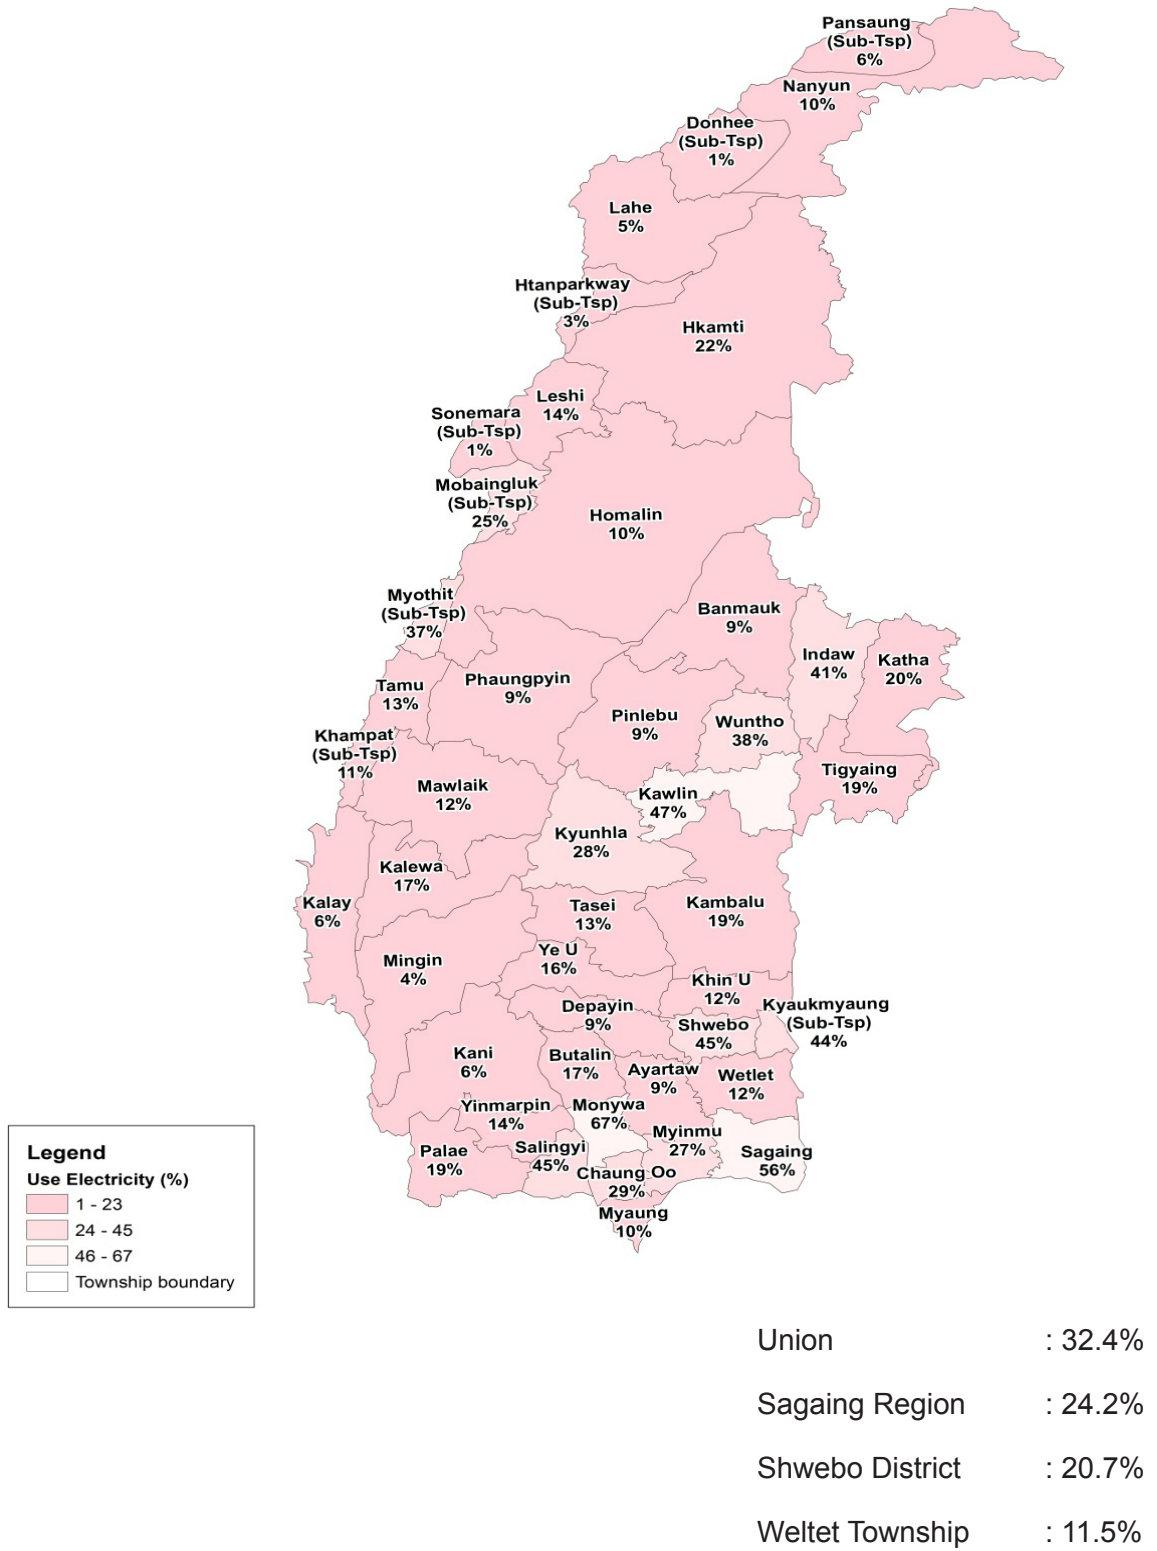 Pansaung
(Sub-Tsp)
6%
Nanyun
10%
Donhee
(Sub-Tsp)
1%
Lahe
5%
Htanparkway
(Sub-Tsp)
3%
Hkamti
22%
Leshi
14%
Sonemara
(Sub-Tsp)
1%
Mobaingluk
(Sub-Tsp)
25%
Homalin
10%
Myothit
(Sub-Tsp)
37%
Banmauk
9%
Indaw
41%
Katha
20%
Tamu
13%
Phaungpyin
9%
Pinlebu
9%
Wuntho
38%
Khampat
(Sub-Tsp)
11%
Mawlaik
12%
Kawlin
47%
Tigyaing
19%
Kyunhla
28%
Kalewa
17%
Kalay
6%
Tasei
13%
Kambalu
19%
Mingin
4%
Ye U
16%
Khin U
12%
Kyaukmyaung
(Sub-Tsp)
44%
Depayin
9%
Shwebo
45%
Kani
6%
Butalin
17%
Ayartaw
9%
Wetlet
12%
Yinmarpin
14%
Monywa
67%
Myinmu
27%
Sagaing
56%
Palae
19%
Salingyi
45%
Chaung Oo
29%
Myaung
10%
Legend
Use Electricity (%)
1 - 23
24 - 45
46 - 67
Township boundary
Union : 32.4%
Sagaing Region : 24.2%
Shwebo District : 20.7%
Weltet Township : 11.5%